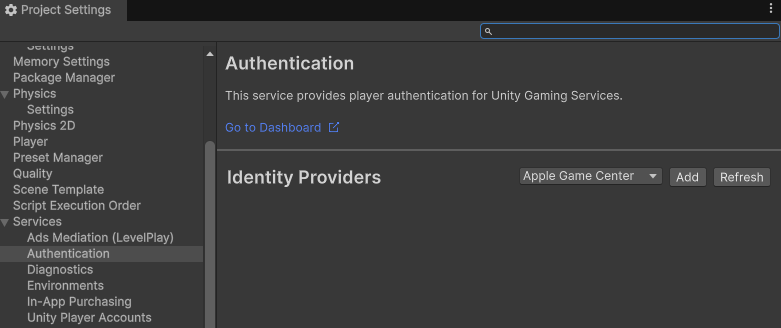 Project Settings
Settings
Memory Settings
Package Manager
Physics
Settings
Physics 2D
Player
Preset Manager
Quality
Scene Template
Script Execution Order
Services
Ads Mediation (LevelPlay)
Authentication
Diagnostics
Environments
In-App Purchasing
Unity Player Accounts
Authentication
This service provides player authentication for Unity Gaming Services.
Go to Dashboard
Identity Providers
Apple Game Center
Add
Refresh